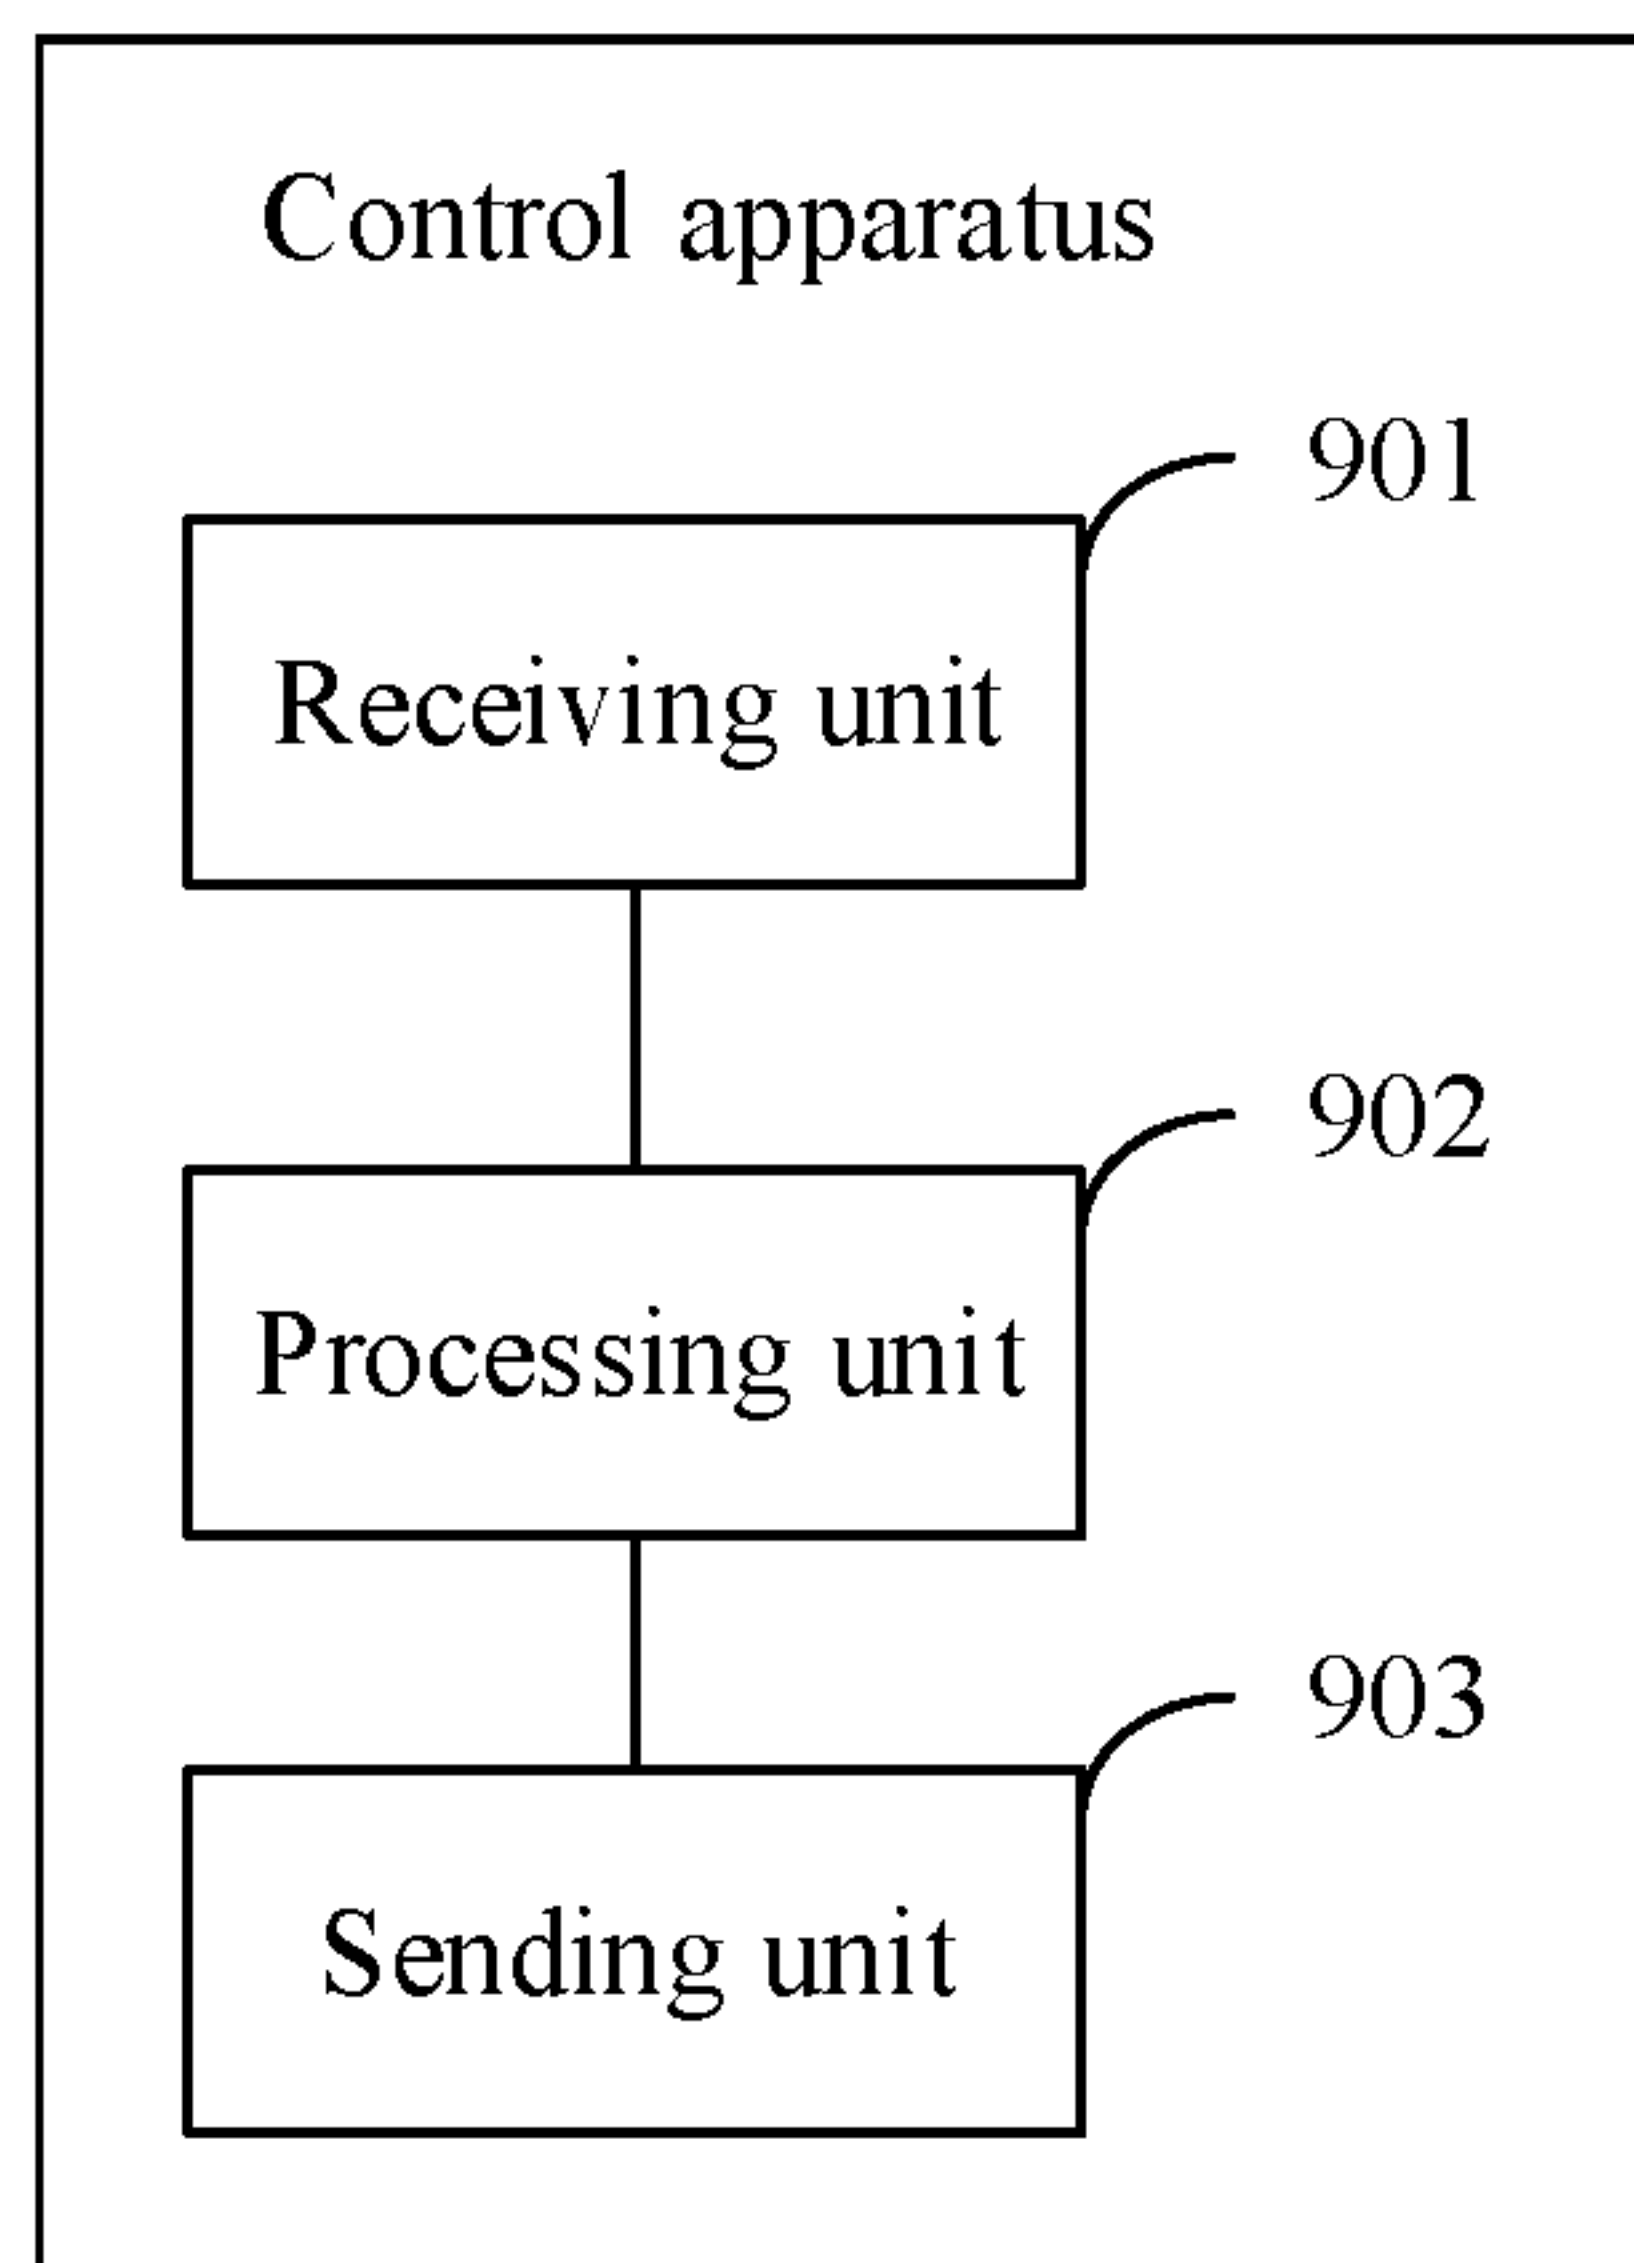 Control apparatus
901
Receiving unit
902
Processing unit
903
Sending unit